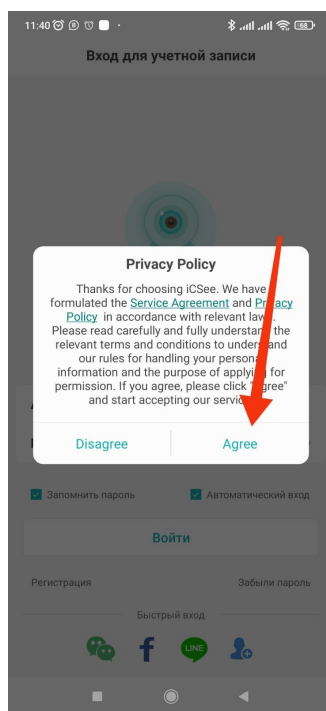 11:40
68
Вход для учетной записи
Privacy Policy
Thanks for choosing iCSee. We have
formulated the Service Agreement and Privacy
Policy in accordance with relevant laws.
Please read carefully and fully understand the
relevant terms and conditions to understand
our rules for handling your personal
information and the purpose of applying for
permission. If you agree, please click "Agree"
and start accepting our service
Disagree
Agree
Запомнить пароль
Автоматический вход
Войти
Регистрация
Забыли пароль
Быстрый вход
LINE